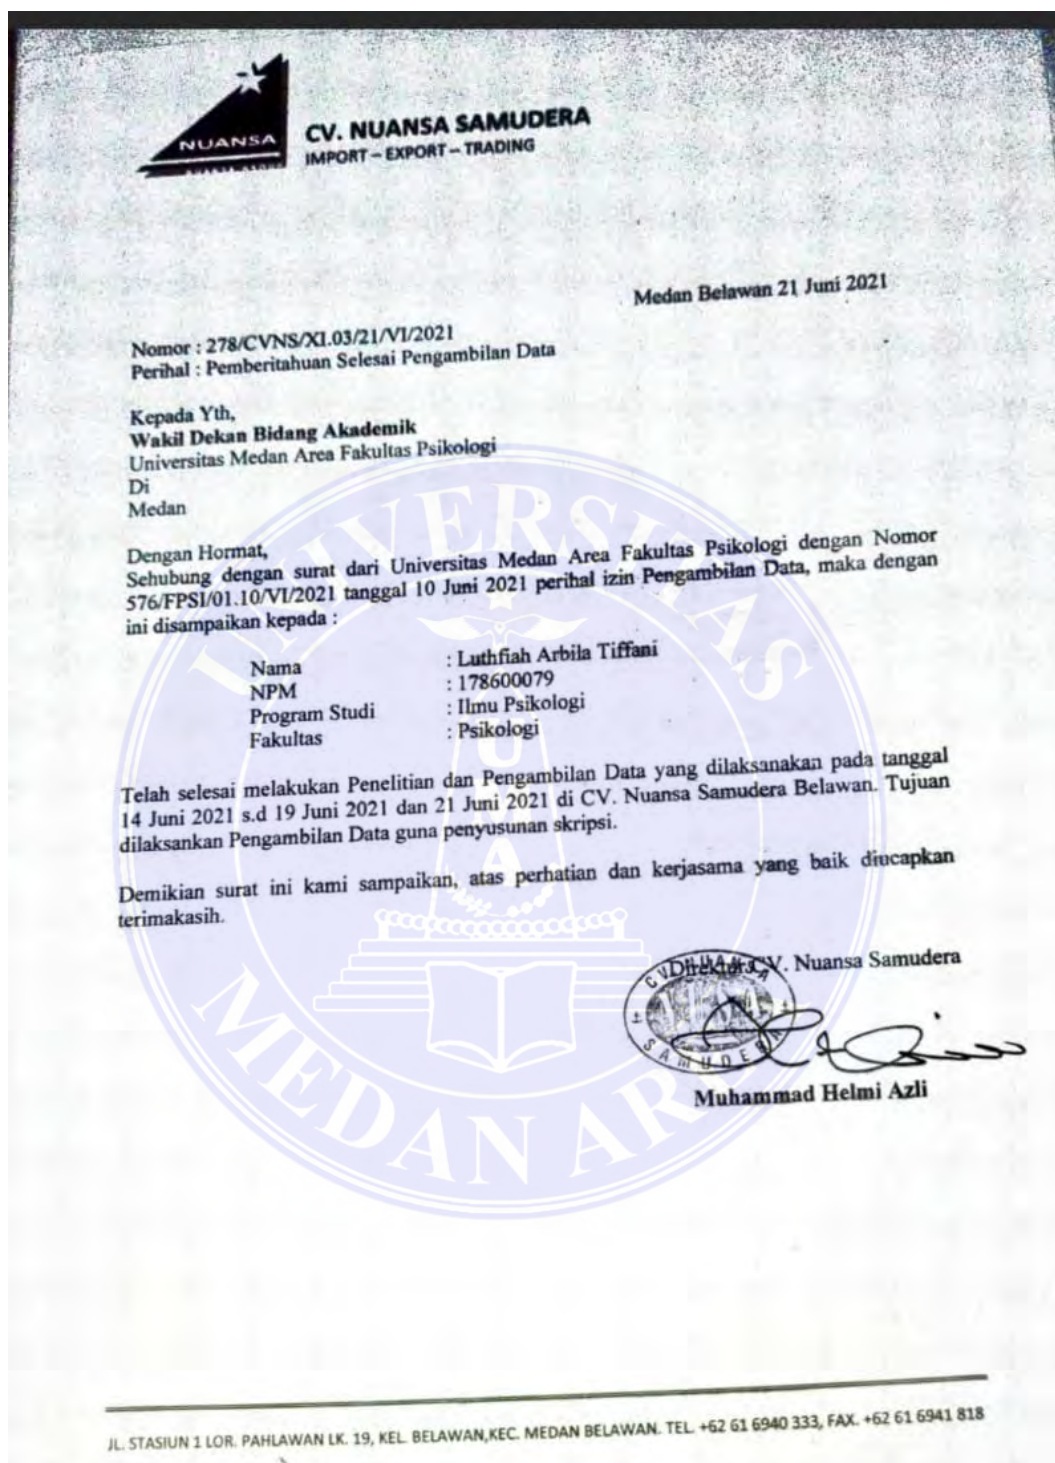 NUANSA
CV. NUANSA SAMUDERA
IMPORT – EXPORT – TRADING
Medan Belawan 21 Juni 2021
Nomor : 278/CVNS/XI.03/21/VI/2021
Perihal : Pemberitahuan Selesai Pengambilan Data
Kepada Yth,
Wakil Dekan Bidang Akademik
Universitas Medan Area Fakultas Psikologi
Di
Medan
Dengan Hormat,
Sehubung dengan surat dari Universitas Medan Area Fakultas Psikologi dengan Nomor
576/FPSI/01.10/VI/2021 tanggal 10 Juni 2021 perihal izin Pengambilan Data, maka dengan
ini disampaikan kepada :
Nama : Luthfiah Arbila Tiffani
NPM : 178600079
Program Studi : Ilmu Psikologi
Fakultas : Psikologi
Telah selesai melakukan Penelitian dan Pengambilan Data yang dilaksanakan pada tanggal
14 Juni 2021 s.d 19 Juni 2021 dan 21 Juni 2021 di CV. Nuansa Samudera Belawan. Tujuan
dilaksankan Pengambilan Data guna penyusunan skripsi.
Demikian surat ini kami sampaikan, atas perhatian dan kerjasama yang baik diucapkan
terimakasih.
Direktur CV. Nuansa Samudera
CV NUANSA
SAMUDERA
Muhammad Helmi Azli
UNIVERSITAS
UMA
MEDAN AREA
JL. STASIUN 1 LOR. PAHLAWAN LK. 19, KEL. BELAWAN,KEC. MEDAN BELAWAN. TEL. +62 61 6940 333, FAX. +62 61 6941 818